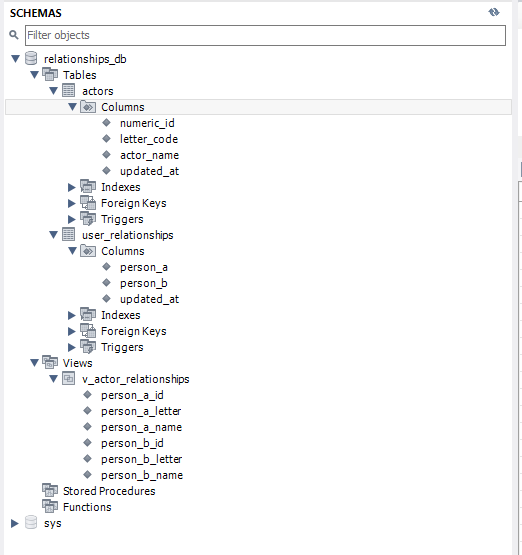 SCHEMAS
Filter objects
relationships_db
Tables
actors
Columns
numeric_id
letter_code
actor_name
updated_at
Indexes
Foreign Keys
Triggers
user_relationships
Columns
person_a
person_b
updated_at
Indexes
Foreign Keys
Triggers
Views
v_actor_relationships
person_a_id
person_a_letter
person_a_name
person_b_id
person_b_letter
person_b_name
Stored Procedures
Functions
sys